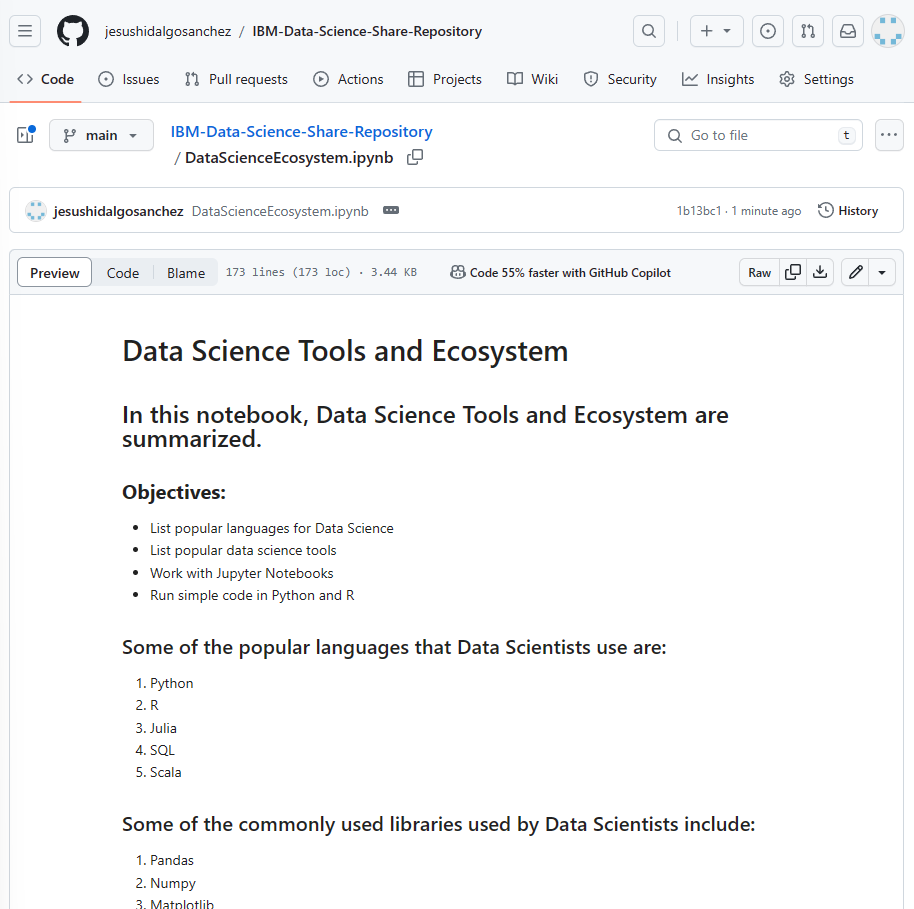 jesushidalgosanchez / IBM-Data-Science-Share-Repository
Code Issues Pull requests Actions Projects Wiki Security Insights Settings
main
IBM-Data-Science-Share-Repository
/ DataScienceEcosystem.ipynb
Go to file t
jesushidalgosanchez DataScienceEcosystem.ipynb 1b13bc1 · 1 minute ago History
Preview Code Blame 173 lines (173 loc) · 3.44 KB Code 55% faster with GitHub Copilot Raw
Data Science Tools and Ecosystem
In this notebook, Data Science Tools and Ecosystem are
summarized.
Objectives:
• List popular languages for Data Science
• List popular data science tools
• Work with Jupyter Notebooks
• Run simple code in Python and R
Some of the popular languages that Data Scientists use are:
1. Python
2. R
3. Julia
4. SQL
5. Scala
Some of the commonly used libraries used by Data Scientists include:
1. Pandas
2. Numpy
3. Matplotlib